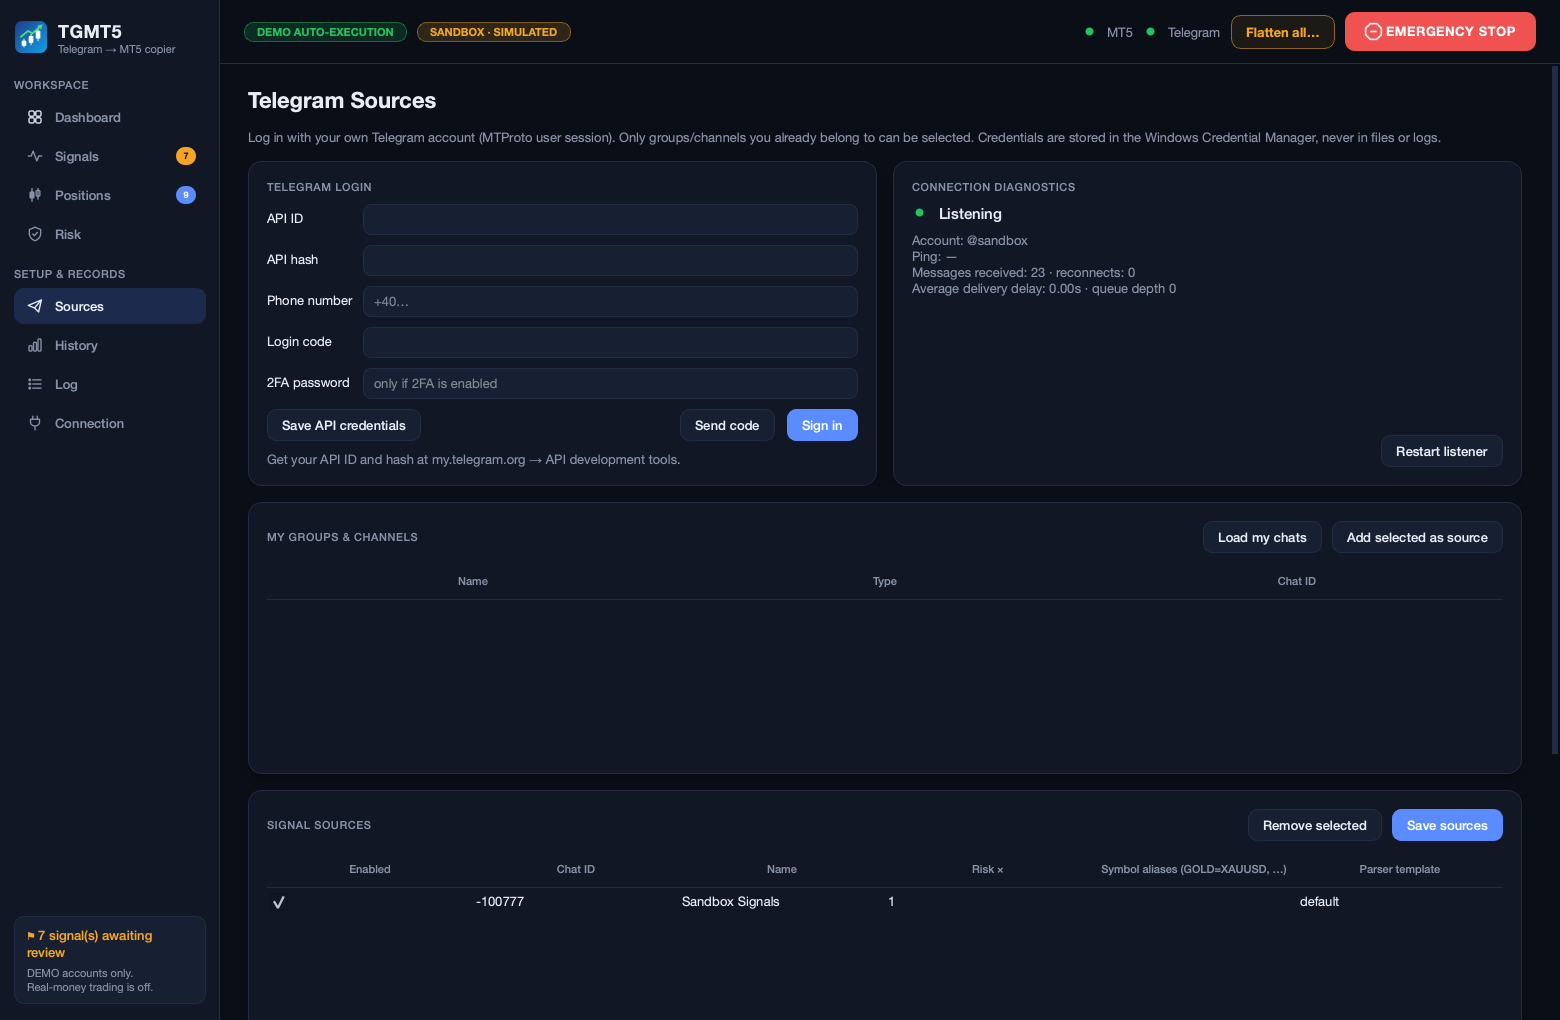 TGMT5
Telegram → MT5 copier
WORKSPACE
Dashboard
Signals 7
Positions 9
Risk
SETUP & RECORDS
Sources
History
Log
Connection
7 signal(s) awaiting
review
DEMO accounts only.
Real-money trading is off.
DEMO AUTO-EXECUTION SANDBOX · SIMULATED MT5 Telegram Flatten all... EMERGENCY STOP
Telegram Sources
Log in with your own Telegram account (MTProto user session). Only groups/channels you already belong to can be selected. Credentials are stored in the Windows Credential Manager, never in files or logs.
TELEGRAM LOGIN
API ID
API hash
Phone number +40...
Login code
2FA password only if 2FA is enabled
Save API credentials Send code Sign in
Get your API ID and hash at my.telegram.org → API development tools.
CONNECTION DIAGNOSTICS
Listening
Account: @sandbox
Ping: —
Messages received: 23 · reconnects: 0
Average delivery delay: 0.00s · queue depth 0
Restart listener
MY GROUPS & CHANNELS Load my chats Add selected as source
Name Type Chat ID
SIGNAL SOURCES Remove selected Save sources
Enabled Chat ID Name Risk × Symbol aliases (GOLD=XAUUSD, ...) Parser template
-100777 Sandbox Signals 1 default